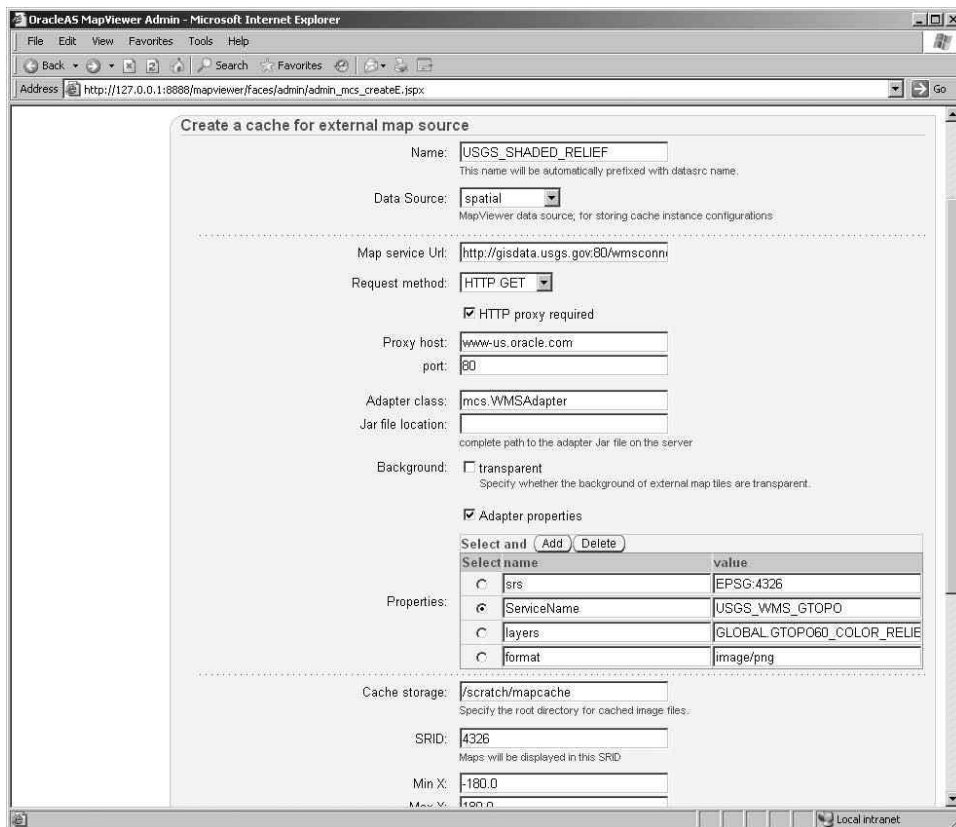 OracleAS MapViewer Admin - Microsoft Internet Explorer
File Edit View Favorites Tools Help
Back Search Favorites
Address http://127.0.0.1:8888/mapviewer/faces/admin/admin_mcs_createE.jspx Go
Create a cache for external map source
Name: USGS_SHADED_RELIEF
This name will be automatically prefixed with datasrc name.
Data Source: spatial
MapViewer data source; for storing cache instance configurations
Map service Url: http://gisdata.usgs.gov:80/wmsconn
Request method: HTTP GET
HTTP proxy required
Proxy host: www-us.oracle.com
port: 80
Adapter class: mcs.WMSAdapter
Jar file location:
complete path to the adapter Jar file on the server
Background: transparent
Specify whether the background of external map tiles are transparent.
Adapter properties
Select and Add Delete
Select name value
srs EPSG:4326
Properties: ServiceName USGS_WMS_GTOPO
layers GLOBAL.GTOPO60_COLOR_RELIE
format image/png
Cache storage: /scratch/mapcache
Specify the root directory for cached image files.
SRID: 4326
Maps will be displayed in this SRID
Min X: -180.0
180.0
Local intranet